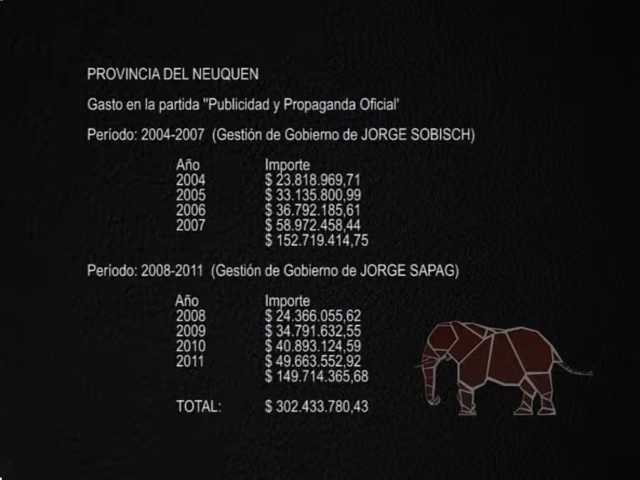 PROVINCIA DEL NEUQUEN
Gasto en la partida "Publicidad y Propaganda Oficial'
Período: 2004-2007 (Gestión de Gobierno de JORGE SOBISCH)
Año Importe
2004 $ 23.818.969,71
2005 $ 33.135.800,99
2006 $ 36.792.185,61
2007 $ 58.972.458,44
$ 152.719.414,75
Período: 2008-2011 (Gestión de Gobierno de JORGE SAPAG)
Año Importe
2008 $ 24.366.055,62
2009 $ 34.791.632,55
2010 $ 40.893.124,59
2011 $ 49.663.552,92
$ 149.714.365,68
TOTAL: $ 302.433.780,43